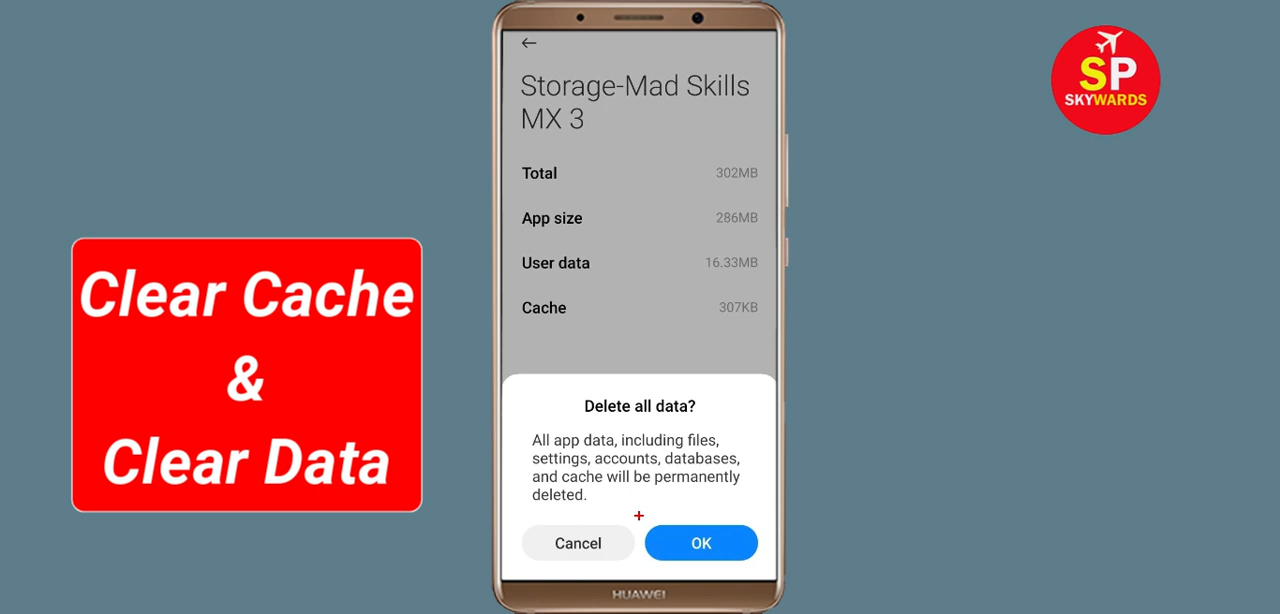 Storage-Mad Skills
MX 3
Total 302MB
App size 286MB
User data 16.33MB
Cache 307KB
Delete all data?
All app data, including files,
settings, accounts, databases,
and cache will be permanently
deleted.
Cancel OK
HUAWEI
Clear Cache
&
Clear Data
SP
SKYWARDS